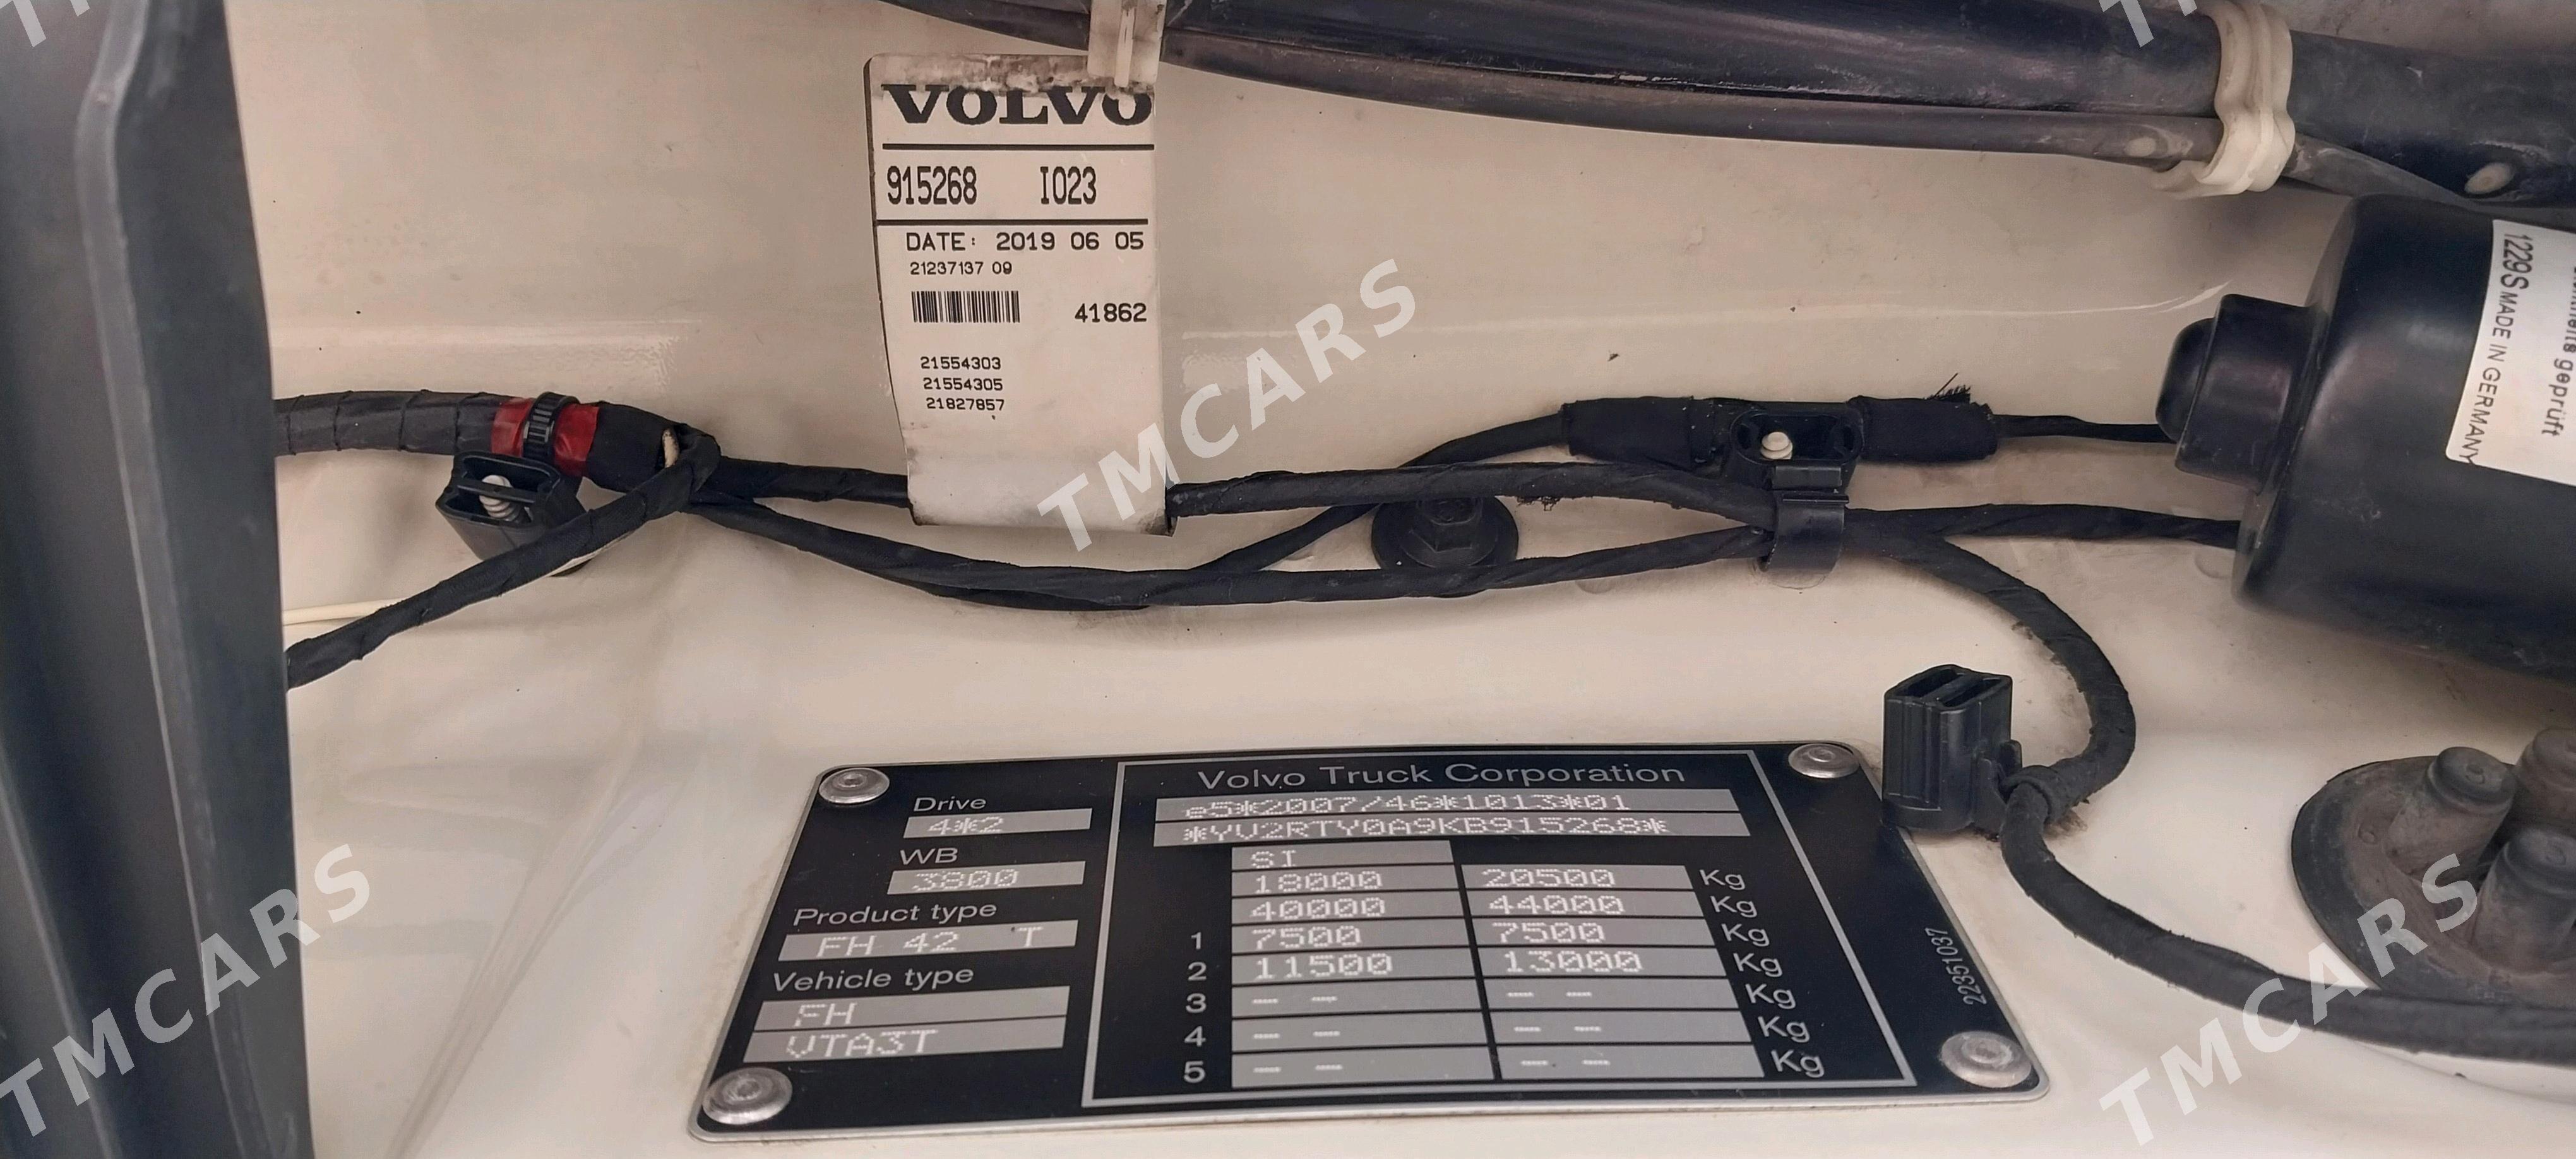 VOLVO
915268 I023
DATE: 2019 06 05
21237137 09
41862
21554303
21554305
21827857
1229S MADE IN GERMANY
geprüft
Volvo Truck Corporation
e5*2007/46*1013*01
*YV2RTY0A9KB915268*
Drive
4*2
WB
3800
Product type
FH 42 T
Vehicle type
FH
VTA3T
SI
18000 20500 Kg
40000 44000 Kg
1 7500 7500 Kg
2 11500 13000 Kg
3 -- -- -- -- Kg
4 -- -- -- -- Kg
5 -- -- -- -- Kg
22351037
TMCARS
TMCARS
TMCARS